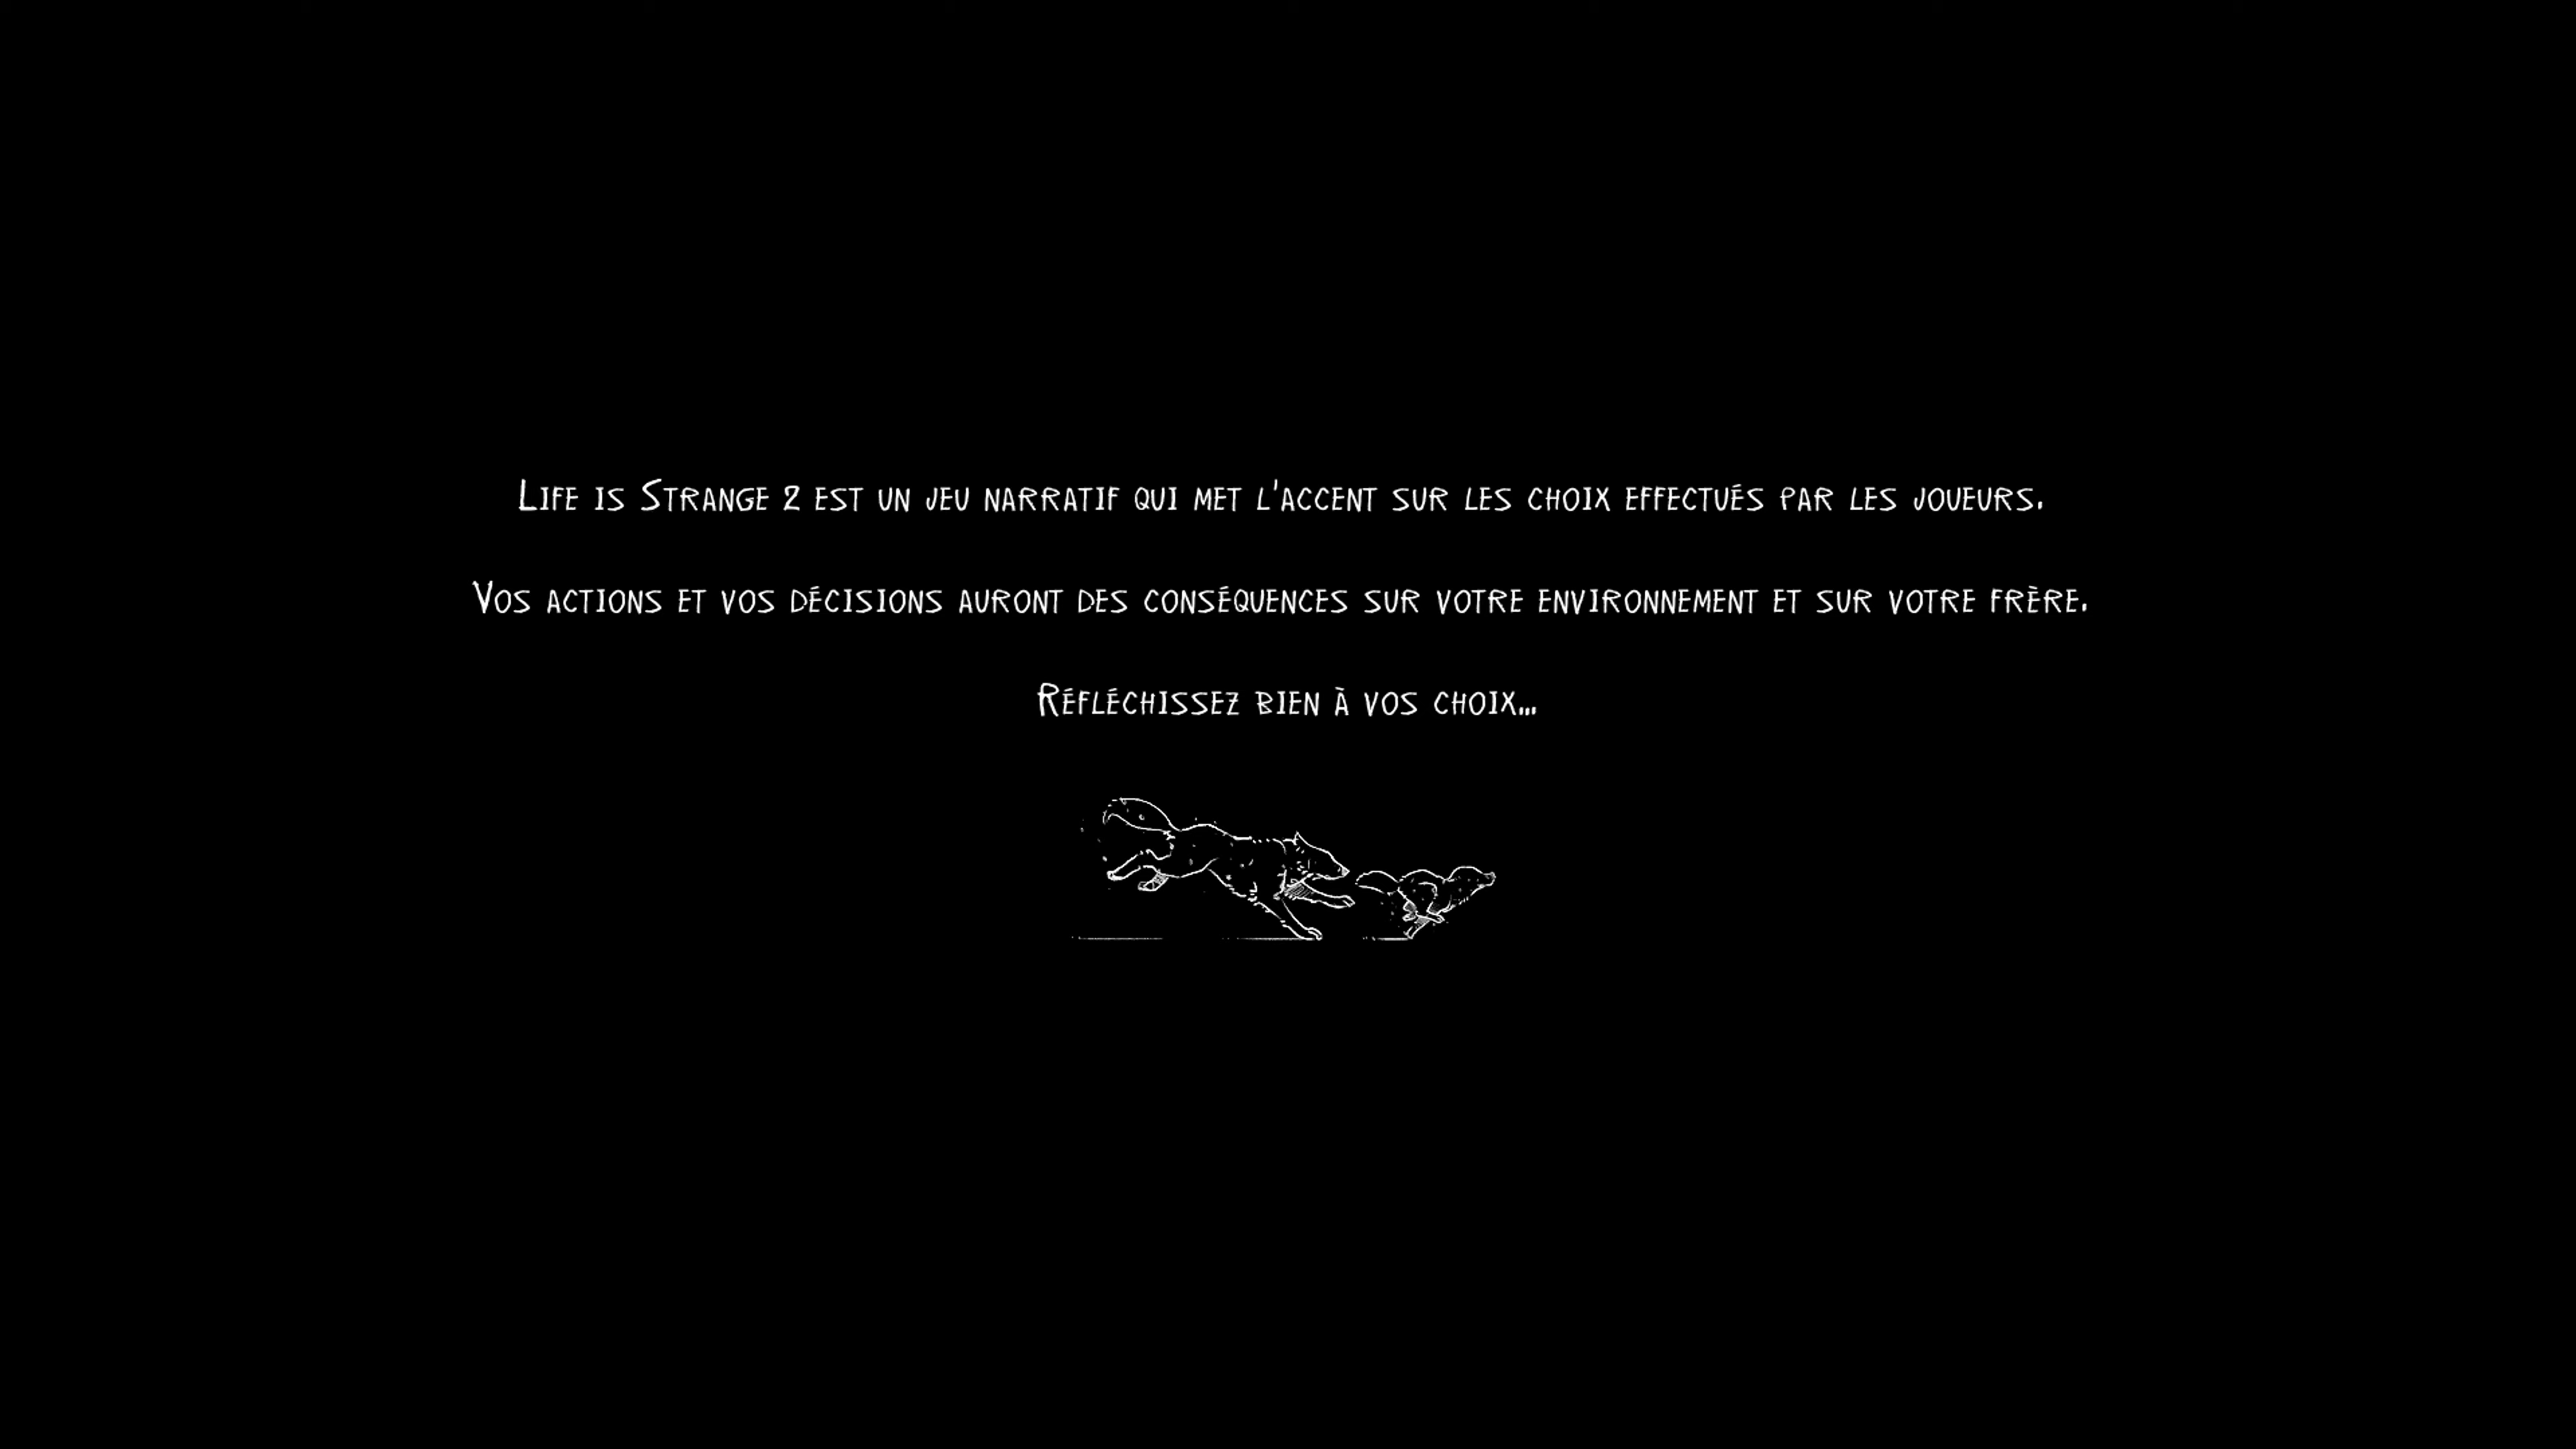 Life is Strange 2 est un jeu narratif qui met l'accent sur les choix effectués par les joueurs.
Vos actions et vos décisions auront des conséquences sur votre environnement et sur votre frère.
Réfléchissez bien à vos choix...